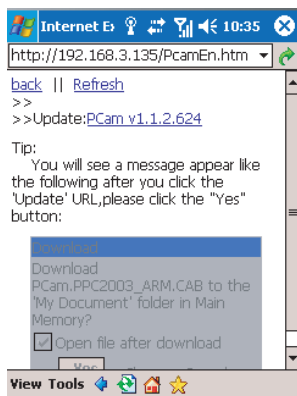 Internet E
10:35
http://192.168.3.135/PcamEn.htm
back || Refresh
>>
>>Update:PCam v1.1.2.624
Tip:
You will see a message appear like
the following after you click the
'Update' URL,please click the "Yes"
button:
Download
Download
PCam.PPC2003_ARM.CAB to the
'My Document' folder in Main
Memory?
Open file after download
Yes
View Tools